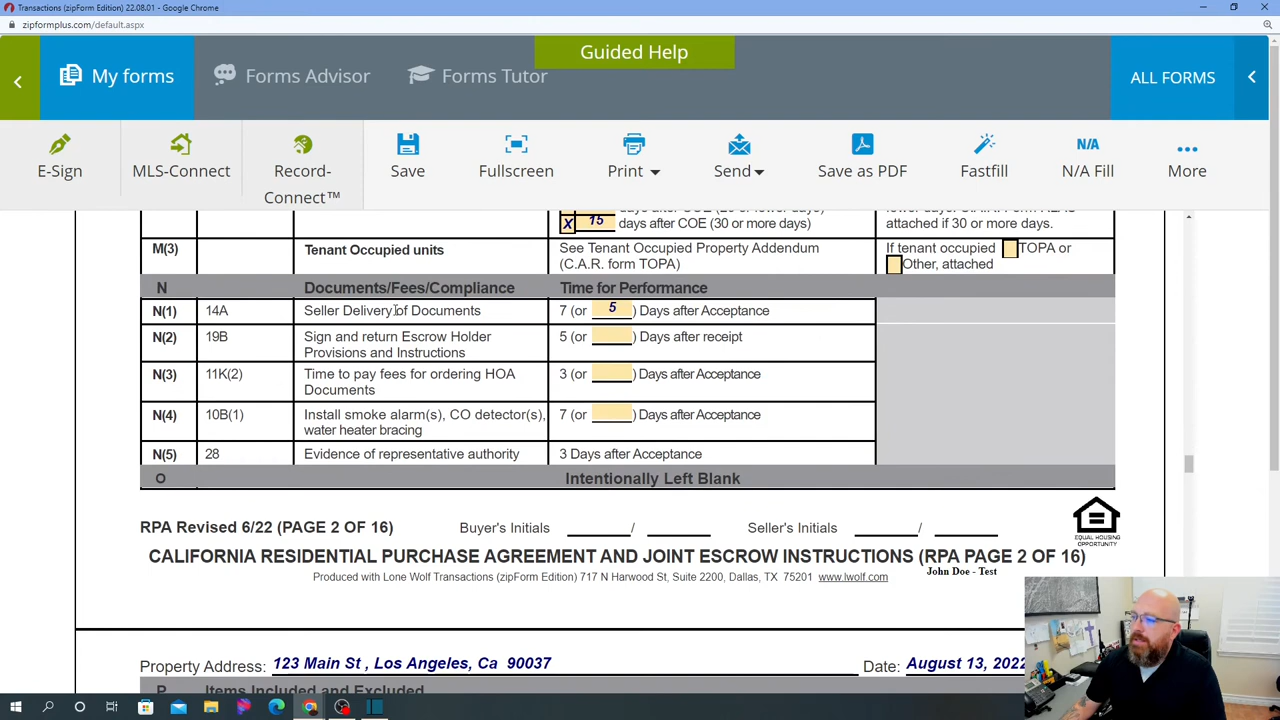 Transactions (zipForm Edition) 22.08.01 - Google Chrome
zipformplus.com/default.aspx
Guided Help
My forms
Forms Advisor
Forms Tutor
ALL FORMS
E-Sign
MLS-Connect
Record-Connect™
Save
Fullscreen
Print
Send
Save as PDF
Fastfill
N/A
N/A Fill
More
X 15 days after COE (30 or more days)
attached if 30 or more days.
M(3) Tenant Occupied units See Tenant Occupied Property Addendum If tenant occupied TOPA or
(C.A.R. form TOPA) Other, attached
N Documents/Fees/Compliance Time for Performance
N(1) 14A Seller Delivery of Documents 7 (or 5 ) Days after Acceptance
N(2) 19B Sign and return Escrow Holder 5 (or ) Days after receipt
Provisions and Instructions
N(3) 11K(2) Time to pay fees for ordering HOA 3 (or ) Days after Acceptance
Documents
N(4) 10B(1) Install smoke alarm(s), CO detector(s), 7 (or ) Days after Acceptance
water heater bracing
N(5) 28 Evidence of representative authority 3 Days after Acceptance
O Intentionally Left Blank
RPA Revised 6/22 (PAGE 2 OF 16) Buyer's Initials / Seller's Initials /
EQUAL HOUSING
OPPORTUNITY
CALIFORNIA RESIDENTIAL PURCHASE AGREEMENT AND JOINT ESCROW INSTRUCTIONS (RPA PAGE 2 OF 16)
Produced with Lone Wolf Transactions (zipForm Edition) 717 N Harwood St, Suite 2200, Dallas, TX 75201 www.lwolf.com
John Doe - Test
Property Address: 123 Main St , Los Angeles, Ca 90037 Date: August 13, 2022
P Items Included and Excluded